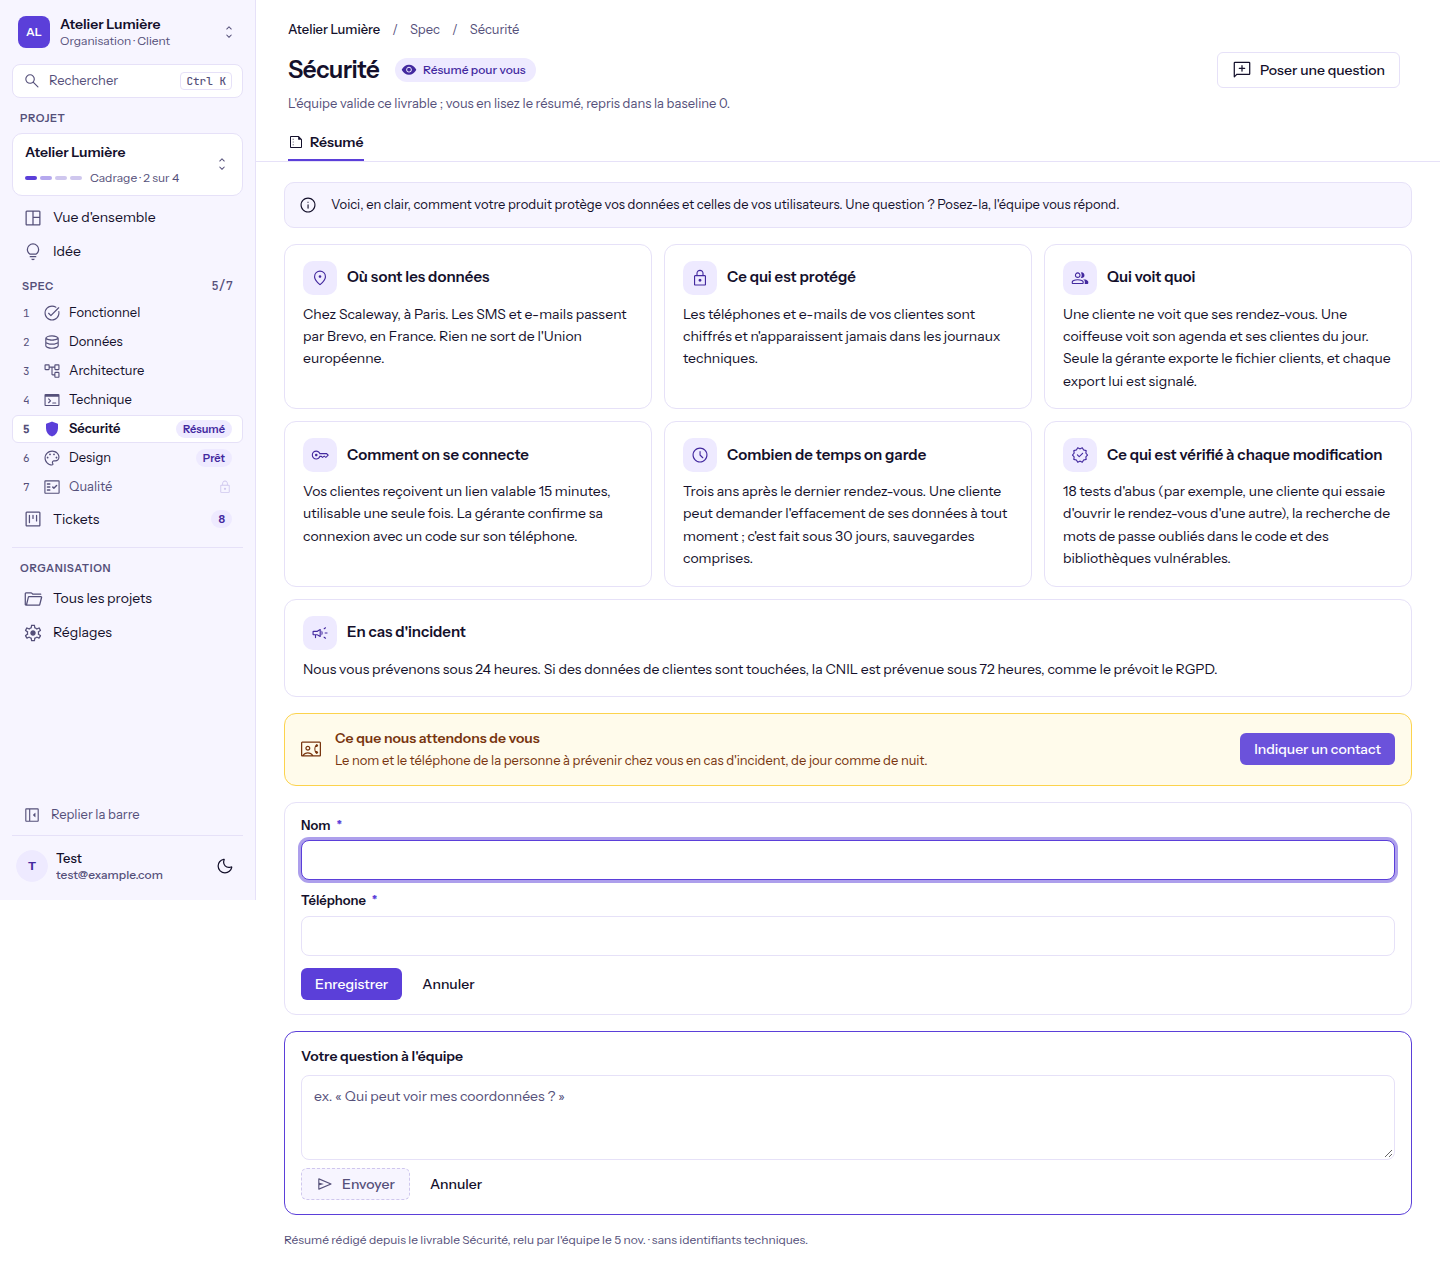 AL
Atelier Lumière
Organisation · Client
Rechercher
Ctrl K
PROJET
Atelier Lumière
Cadrage · 2 sur 4
Vue d'ensemble
Idée
SPEC
5/7
1 Fonctionnel
2 Données
3 Architecture
4 Technique
5 Sécurité Résumé
6 Design Prêt
7 Qualité
Tickets 8
ORGANISATION
Tous les projets
Réglages
Replier la barre
T
Test
test@example.com
Atelier Lumière / Spec / Sécurité
Sécurité
Résumé pour vous
Poser une question
L'équipe valide ce livrable ; vous en lisez le résumé, repris dans la baseline 0.
Résumé
Voici, en clair, comment votre produit protège vos données et celles de vos utilisateurs. Une question ? Posez-la, l'équipe vous répond.
Où sont les données
Chez Scaleway, à Paris. Les SMS et e-mails passent
par Brevo, en France. Rien ne sort de l'Union
européenne.
Ce qui est protégé
Les téléphones et e-mails de vos clientes sont
chiffrés et n'apparaissent jamais dans les journaux
techniques.
Qui voit quoi
Une cliente ne voit que ses rendez-vous. Une
coiffeuse voit son agenda et ses clientes du jour.
Seule la gérante exporte le fichier clients, et chaque
export lui est signalé.
Comment on se connecte
Vos clientes reçoivent un lien valable 15 minutes,
utilisable une seule fois. La gérante confirme sa
connexion avec un code sur son téléphone.
Combien de temps on garde
Trois ans après le dernier rendez-vous. Une cliente
peut demander l'effacement de ses données à tout
moment ; c'est fait sous 30 jours, sauvegardes
comprises.
Ce qui est vérifié à chaque modification
18 tests d'abus (par exemple, une cliente qui essaie
d'ouvrir le rendez-vous d'une autre), la recherche de
mots de passe oubliés dans le code et des
bibliothèques vulnérables.
En cas d'incident
Nous vous prévenons sous 24 heures. Si des données de clientes sont touchées, la CNIL est prévenue sous 72 heures, comme le prévoit le RGPD.
Ce que nous attendons de vous
Le nom et le téléphone de la personne à prévenir chez vous en cas d'incident, de jour comme de nuit.
Indiquer un contact
Nom *
Téléphone *
Enregistrer
Annuler
Votre question à l'équipe
ex. « Qui peut voir mes coordonnées ? »
Envoyer
Annuler
Résumé rédigé depuis le livrable Sécurité, relu par l'équipe le 5 nov. · sans identifiants techniques.